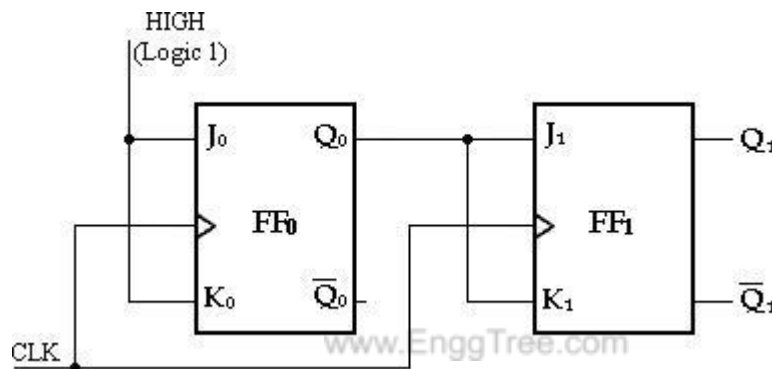 HIGH
(Logic 1)
J₀ Q₀ J₁ Q₁
FF₀ FF₁
K₀ Q̅₀ K₁ Q̅₁
CLK
www.EnggTree.com